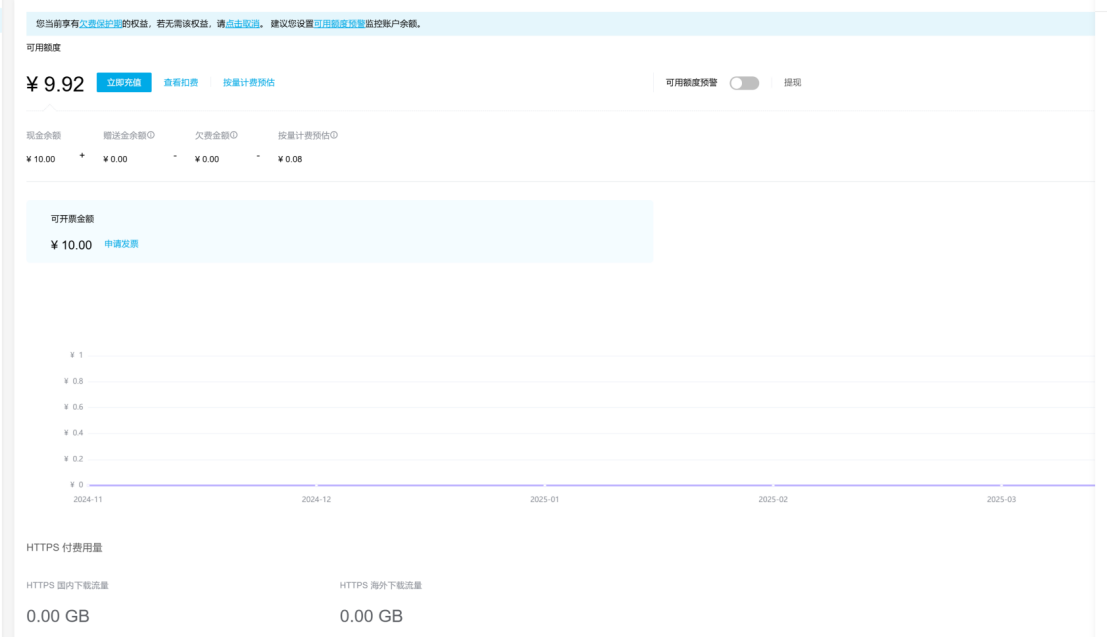 您当前享有欠费保护期的权益，若无需该权益，请点击取消。 建议您设置可用额度预警监控账户余额。
可用额度
¥ 9.92 立即充值 查看扣费 按量计费预估 可用额度预警 提现
现金余额 赠送金余额 欠费金额 按量计费预估
¥ 10.00 + ¥ 0.00 - ¥ 0.00 - ¥ 0.08
可开票金额
¥ 10.00 申请发票
¥ 1
¥ 0.8
¥ 0.6
¥ 0.4
¥ 0.2
¥ 0
2024-11 2024-12 2025-01 2025-02 2025-03
HTTPS 付费用量
HTTPS 国内下载流量 HTTPS 海外下载流量
0.00 GB 0.00 GB